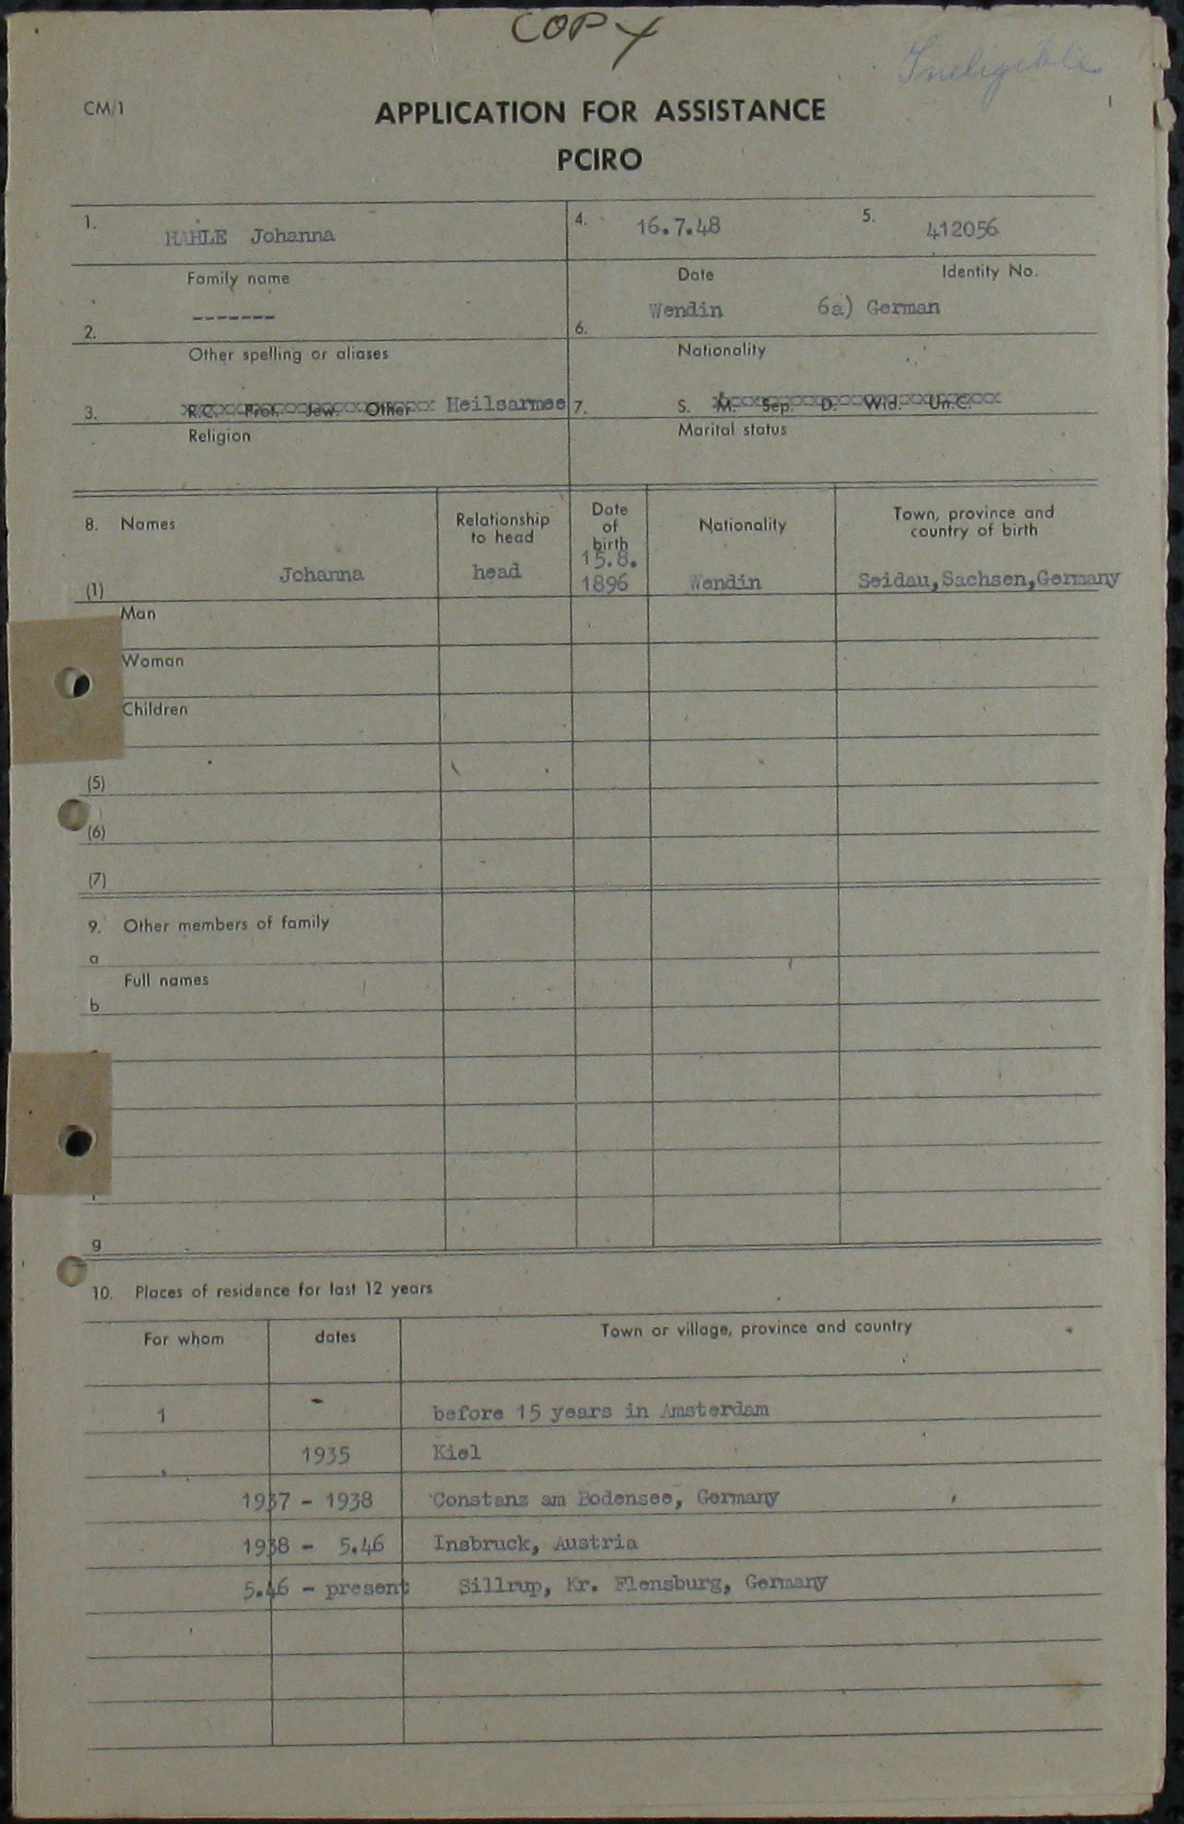 COPY
Ineligible
CM/1
1
APPLICATION FOR ASSISTANCE
PCIRO
1. HAHLE Johanna
Family name
4. 16.7.48
Date
5. 412056
Identity No.
2. -------
Other spelling or aliases
6. Wendin 6a) German
Nationality
3. R.C. Prot. Jew. Other Heilsarmee
Religion
7. S. M. Sep. D. Wid. Un.C.
Marital status
8. Names
Relationship to head
Date of birth
Nationality
Town, province and country of birth
(1) Johanna head 15.8.1896 Wendin Seidau,Sachsen,Germany
Man
Woman
Children
(5)
(6)
(7)
9. Other members of family
a
Full names
b
g
10. Places of residence for last 12 years
For whom dates Town or village, province and country
1 - before 15 years in Amsterdam
1935 Kiel
1937 - 1938 Constanz am Bodensee, Germany
1938 - 5.46 Insbruck, Austria
5.46 - present Sillrup, Kr. Flensburg, Germany